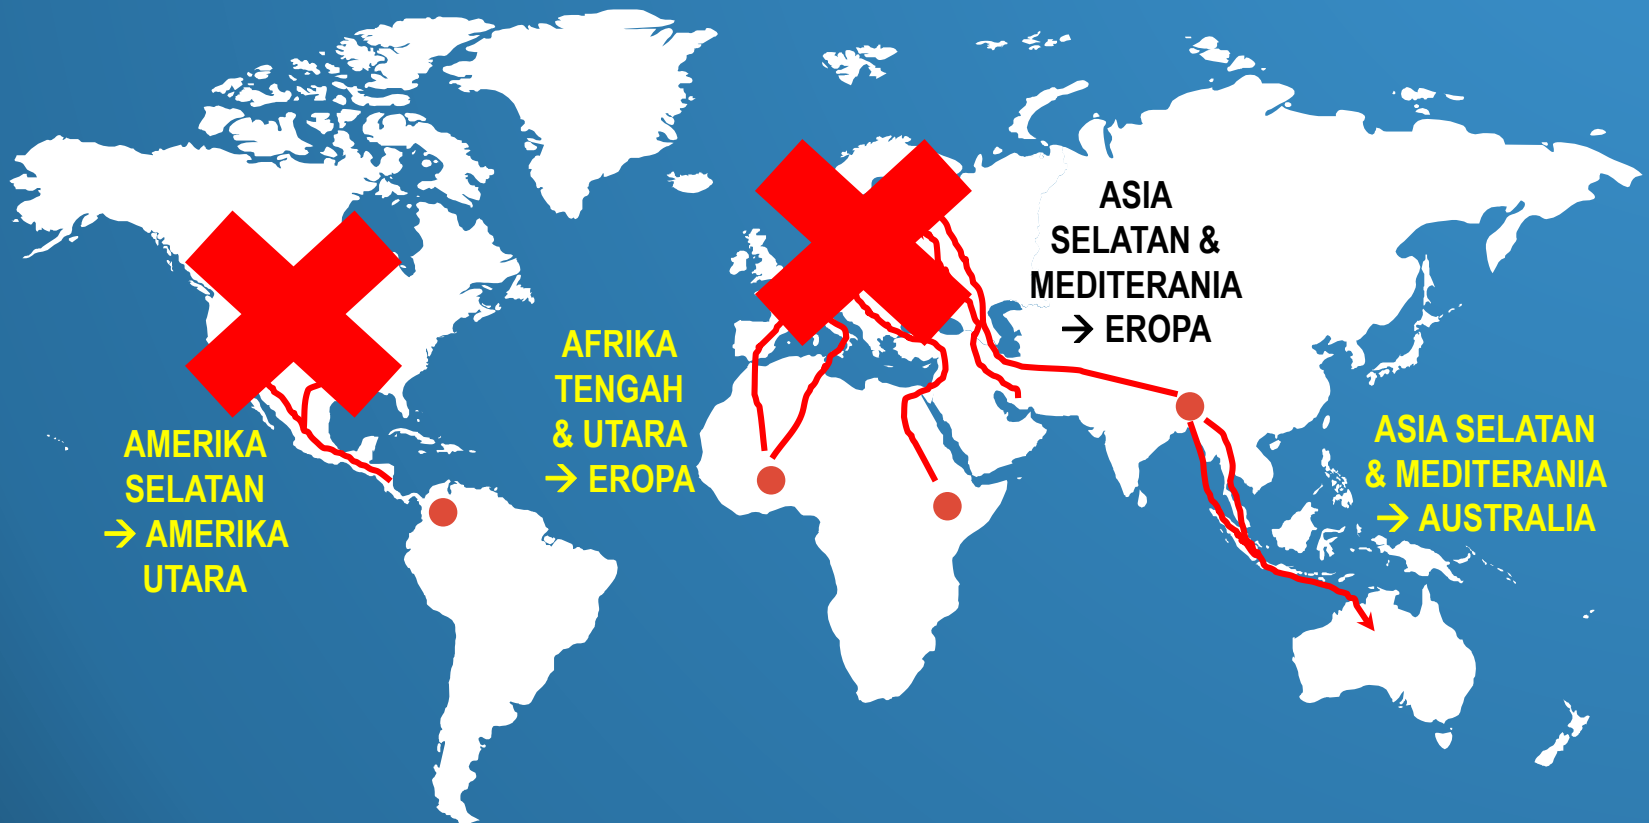 AMERIKA
SELATAN
→ AMERIKA
UTARA
AFRIKA
TENGAH
& UTARA
→ EROPA
ASIA
SELATAN &
MEDITERANIA
→ EROPA
ASIA SELATAN
& MEDITERANIA
→ AUSTRALIA